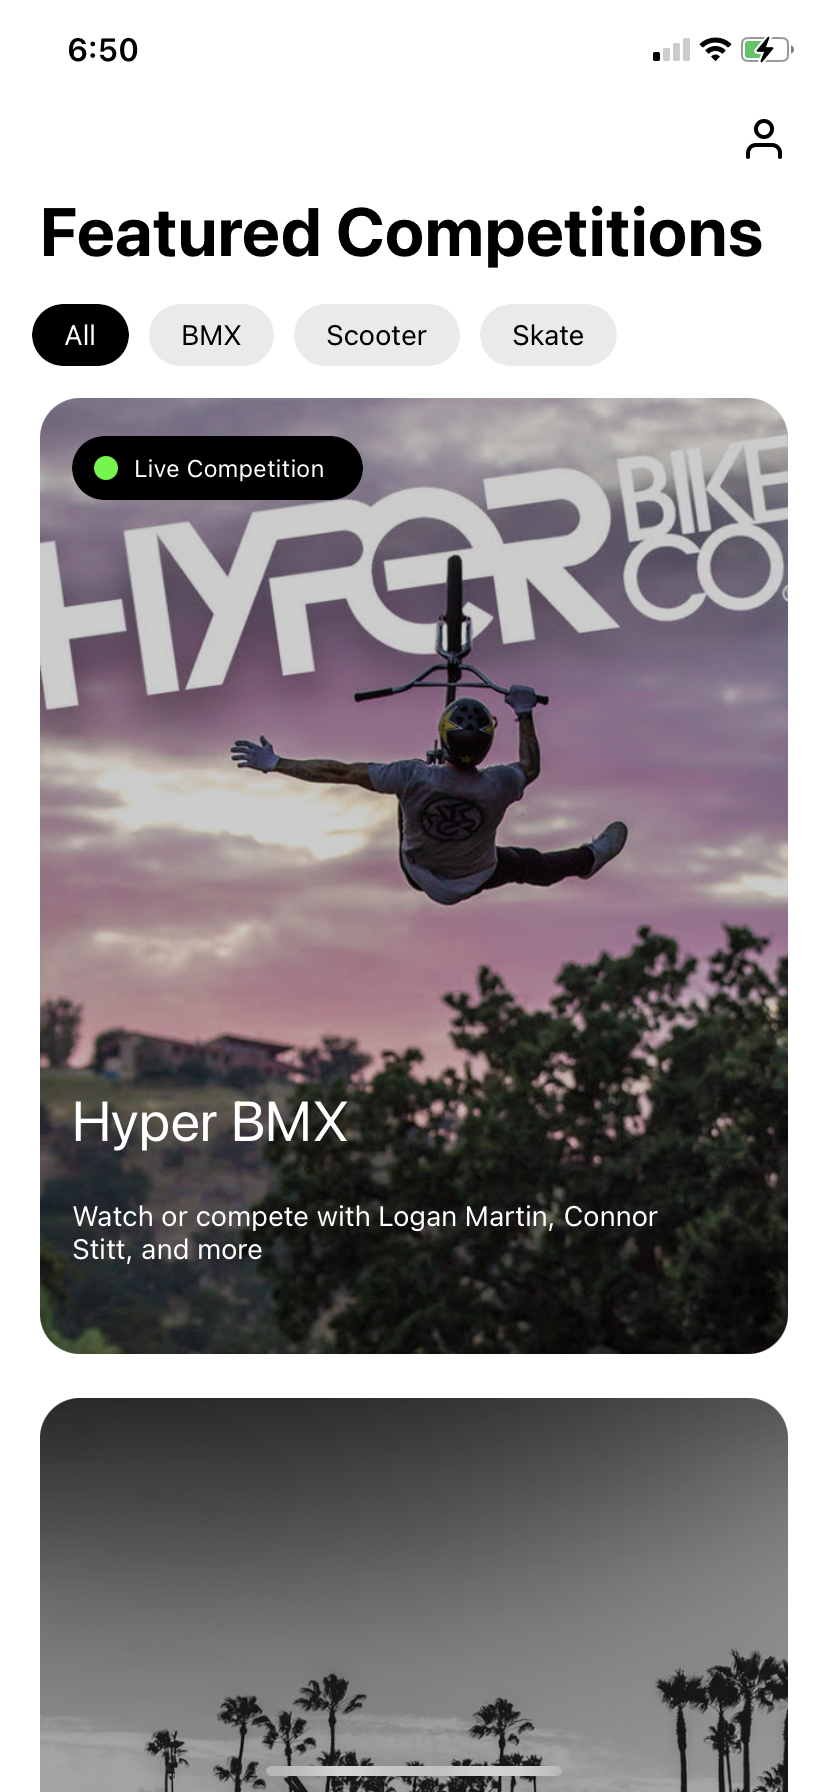 6:50
Featured Competitions
All
BMX
Scooter
Skate
Live Competition
HYPER BIKE CO.
Hyper BMX
Watch or compete with Logan Martin, Connor
Stitt, and more